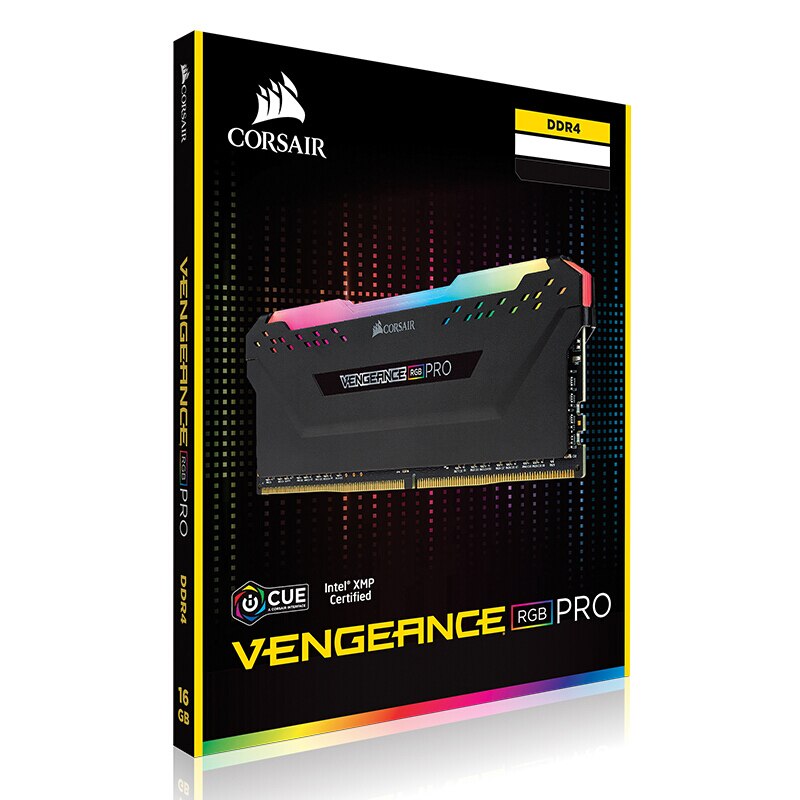 CORSAIR
VENGEANCE RGB PRO
DDR4
16
GB
CORSAIR
DDR4
CORSAIR
VENGEANCE RGB PRO
iCUE
A CORSAIR INTERFACE
Intel® XMP
Certified
VENGEANCE RGB PRO